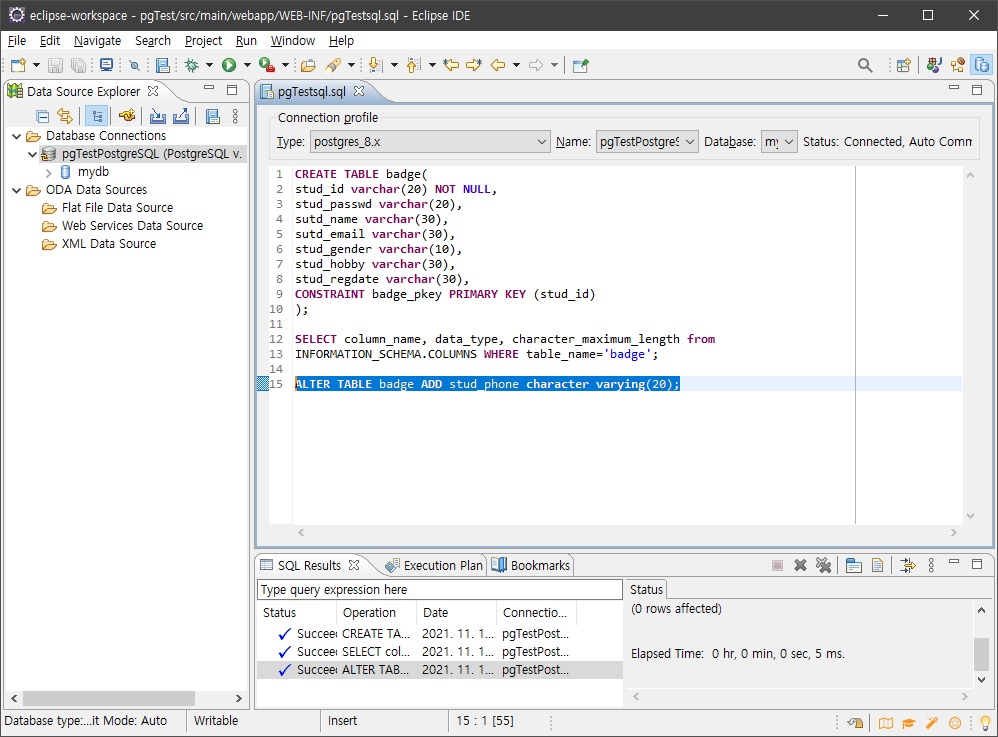 eclipse-workspace - pgTest/src/main/webapp/WEB-INF/pgTestsql.sql - Eclipse IDE
File Edit Navigate Search Project Run Window Help
Data Source Explorer
Database Connections
pgTestPostgreSQL (PostgreSQL v.
mydb
ODA Data Sources
Flat File Data Source
Web Services Data Source
XML Data Source
pgTestsql.sql
Connection profile
Type: postgres_8.x Name: pgTestPostgreS Database: my Status: Connected, Auto Comm
1 CREATE TABLE badge(
2 stud_id varchar(20) NOT NULL,
3 stud_passwd varchar(20),
4 sutd_name varchar(30),
5 sutd_email varchar(30),
6 stud_gender varchar(10),
7 stud_hobby varchar(30),
8 stud_regdate varchar(30),
9 CONSTRAINT badge_pkey PRIMARY KEY (stud_id)
10 );
11
12 SELECT column_name, data_type, character_maximum_length from
13 INFORMATION_SCHEMA.COLUMNS WHERE table_name='badge';
14
15 ALTER TABLE badge ADD stud_phone character varying(20);
SQL Results Execution Plan Bookmarks
Type query expression here
Status Operation Date Connectio...
Succee CREATE TA... 2021. 11. 1... pgTestPost...
Succee SELECT col... 2021. 11. 1... pgTestPost...
Succee ALTER TAB... 2021. 11. 1... pgTestPost...
Status
(0 rows affected)
Elapsed Time: 0 hr, 0 min, 0 sec, 5 ms.
Database type:...it Mode: Auto Writable Insert 15 : 1 [55]